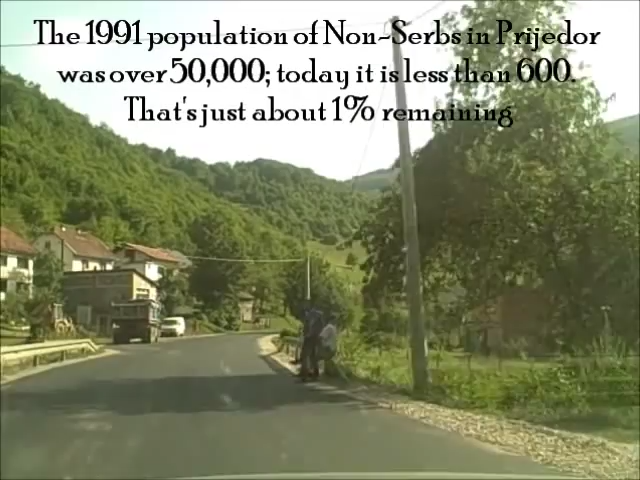 The 1991 population of Non-Serbs in Prijedor
was over 50,000; today it is less than 600.
That's just about 1% remaining